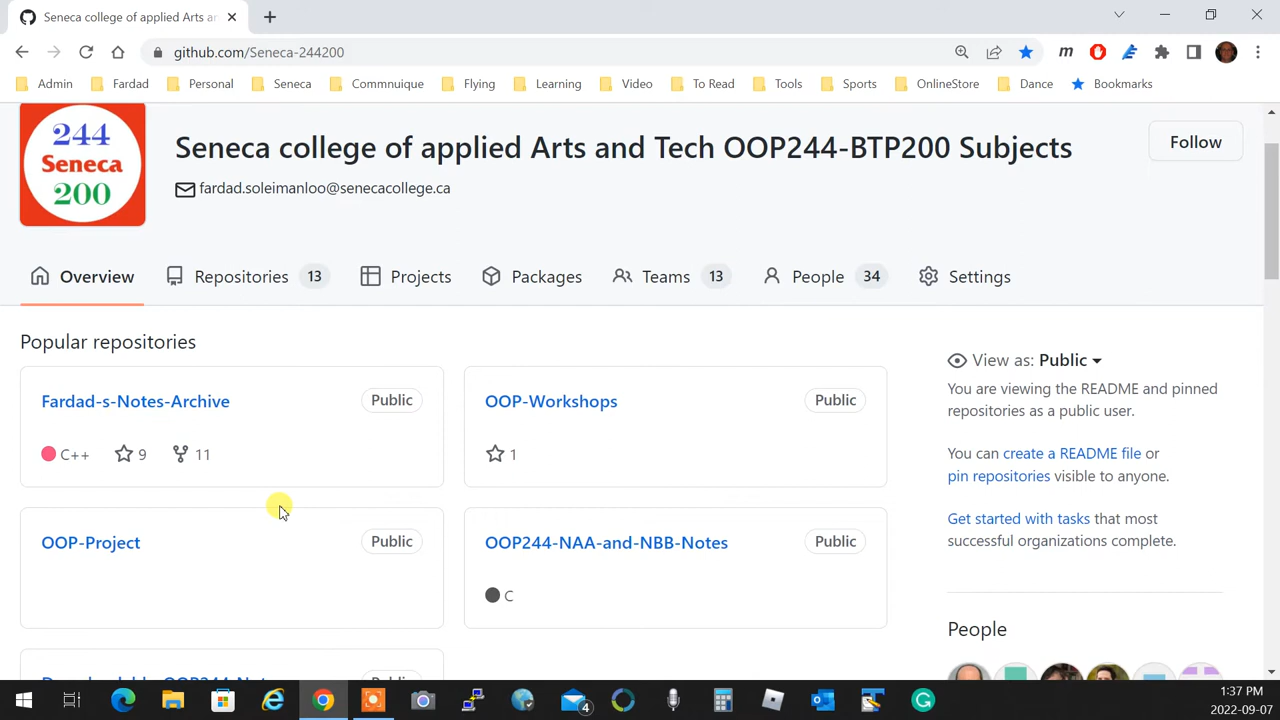 Seneca college of applied Arts an
github.com/Seneca-244200
m
Admin Fardad Personal Seneca Commnuique Flying Learning Video To Read Tools Sports OnlineStore Dance Bookmarks
244
Seneca
200
Seneca college of applied Arts and Tech OOP244-BTP200 Subjects
Follow
fardad.soleimanloo@senecacollege.ca
Overview Repositories 13 Projects Packages Teams 13 People 34 Settings
Popular repositories
View as: Public
You are viewing the README and pinned
repositories as a public user.
You can create a README file or
pin repositories visible to anyone.
Get started with tasks that most
successful organizations complete.
People
Fardad-s-Notes-Archive Public
C++ 9 11
OOP-Workshops Public
1
OOP-Project Public
OOP244-NAA-and-NBB-Notes Public
C
4
G
1:37 PM
2022-09-07